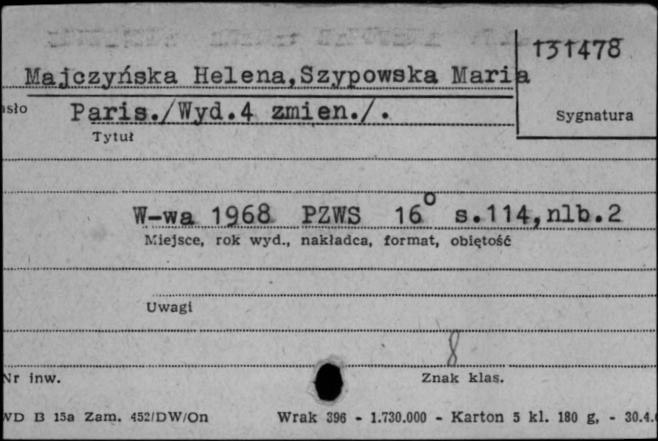 131478
Majczyńska Helena,Szypowska Maria
Paris./Wyd.4 zmien./.
Sygnatura
Tytuł
W-wa 1968 PZWS 16° s.114,nlb.2
Miejsce, rok wyd., nakładca, format, objętość
Uwagi
8
Nr inw.
Znak klas.
WD B 15a Zam. 452/DW/On Wrak 396 - 1.730.000 - Karton 5 kl. 180 g. - 30.4.